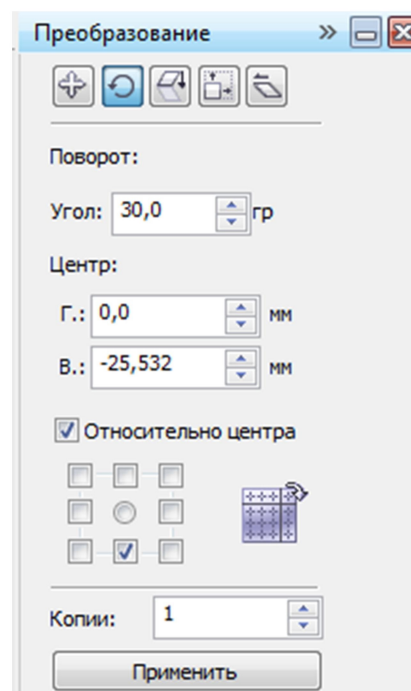 Преобразование
Поворот:
Угол: 30,0 гр
Центр:
Г.: 0,0 мм
В.: -25,532 мм
Относительно центра
Копии: 1
Применить